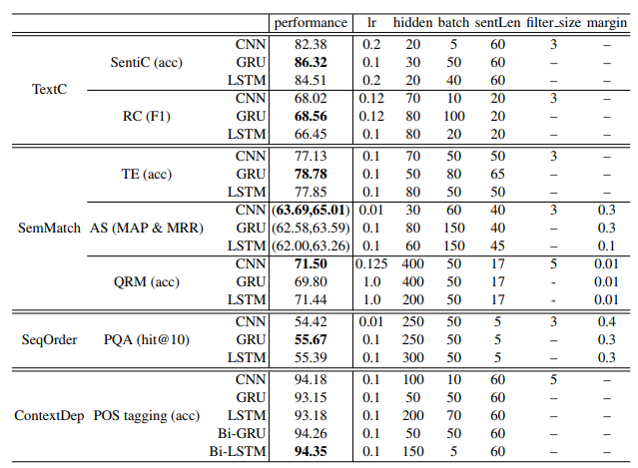 performance lr hidden batch sentLen filter_size margin
CNN 82.38 0.2 20 5 60 3 –
SentiC (acc) GRU 86.32 0.1 30 50 60 – –
LSTM 84.51 0.2 20 40 60 – –
TextC
CNN 68.02 0.12 70 10 20 3 –
RC (F1) GRU 68.56 0.12 80 100 20 – –
LSTM 66.45 0.1 80 20 20 – –
CNN 77.13 0.1 70 50 50 3 –
TE (acc) GRU 78.78 0.1 50 80 65 – –
LSTM 77.85 0.1 80 50 50 – –
CNN (63.69,65.01) 0.01 30 60 40 3 0.3
SemMatch AS (MAP & MRR) GRU (62.58,63.59) 0.1 80 150 40 – 0.3
LSTM (62.00,63.26) 0.1 60 150 45 – 0.1
CNN 71.50 0.125 400 50 17 5 0.01
QRM (acc) GRU 69.80 1.0 400 50 17 - 0.01
LSTM 71.44 1.0 200 50 17 - 0.01
CNN 54.42 0.01 250 50 5 3 0.4
SeqOrder PQA (hit@10) GRU 55.67 0.1 250 50 5 – 0.3
LSTM 55.39 0.1 300 50 5 – 0.3
CNN 94.18 0.1 100 10 60 5 –
GRU 93.15 0.1 50 50 60 – –
ContextDep POS tagging (acc) LSTM 93.18 0.1 200 70 60 – –
Bi-GRU 94.26 0.1 50 50 60 – –
Bi-LSTM 94.35 0.1 150 5 60 – –